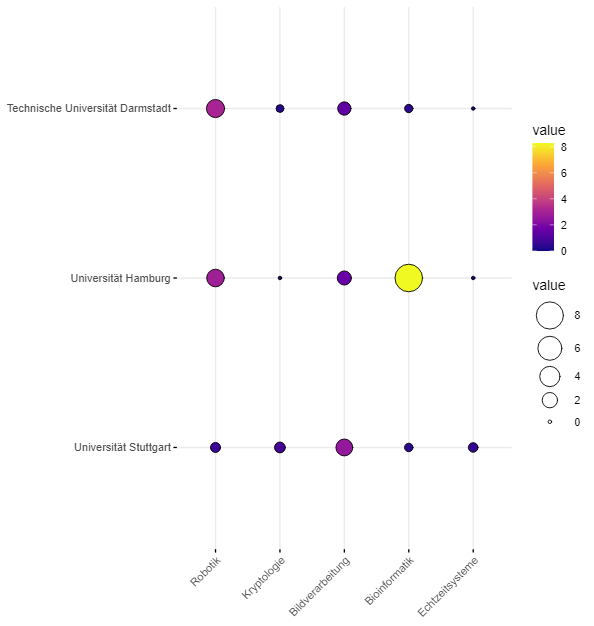 Technische Universität Darmstadt
Universität Hamburg
Universität Stuttgart
Robotik
Kryptologie
Bildverarbeitung
Bioinformatik
Echtzeitsysteme
value
8
6
4
2
0
value
8
6
4
2
0